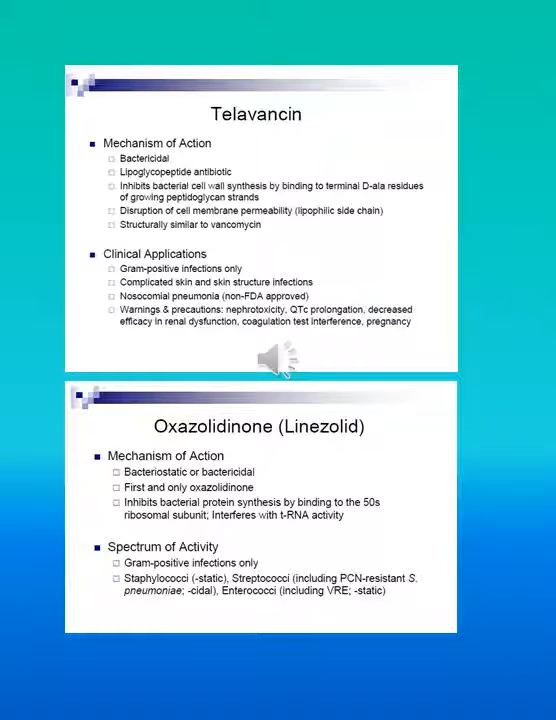 Telavancin
Mechanism of Action
Bactericidal
Lipoglycopeptide antibiotic
Inhibits bacterial cell wall synthesis by binding to terminal D-ala residues
of growing peptidoglycan strands
Disruption of cell membrane permeability (lipophilic side chain)
Structurally similar to vancomycin
Clinical Applications
Gram-positive infections only
Complicated skin and skin structure infections
Nosocomial pneumonia (non-FDA approved)
Warnings & precautions: nephrotoxicity, QTc prolongation, decreased
efficacy in renal dysfunction, coagulation test interference, pregnancy
Oxazolidinone (Linezolid)
Mechanism of Action
Bacteriostatic or bactericidal
First and only oxazolidinone
Inhibits bacterial protein synthesis by binding to the 50s
ribosomal subunit; Interferes with t-RNA activity
Spectrum of Activity
Gram-positive infections only
Staphylococci (-static), Streptococci (including PCN-resistant S.
pneumoniae; -cidal), Enterococci (including VRE; -static)